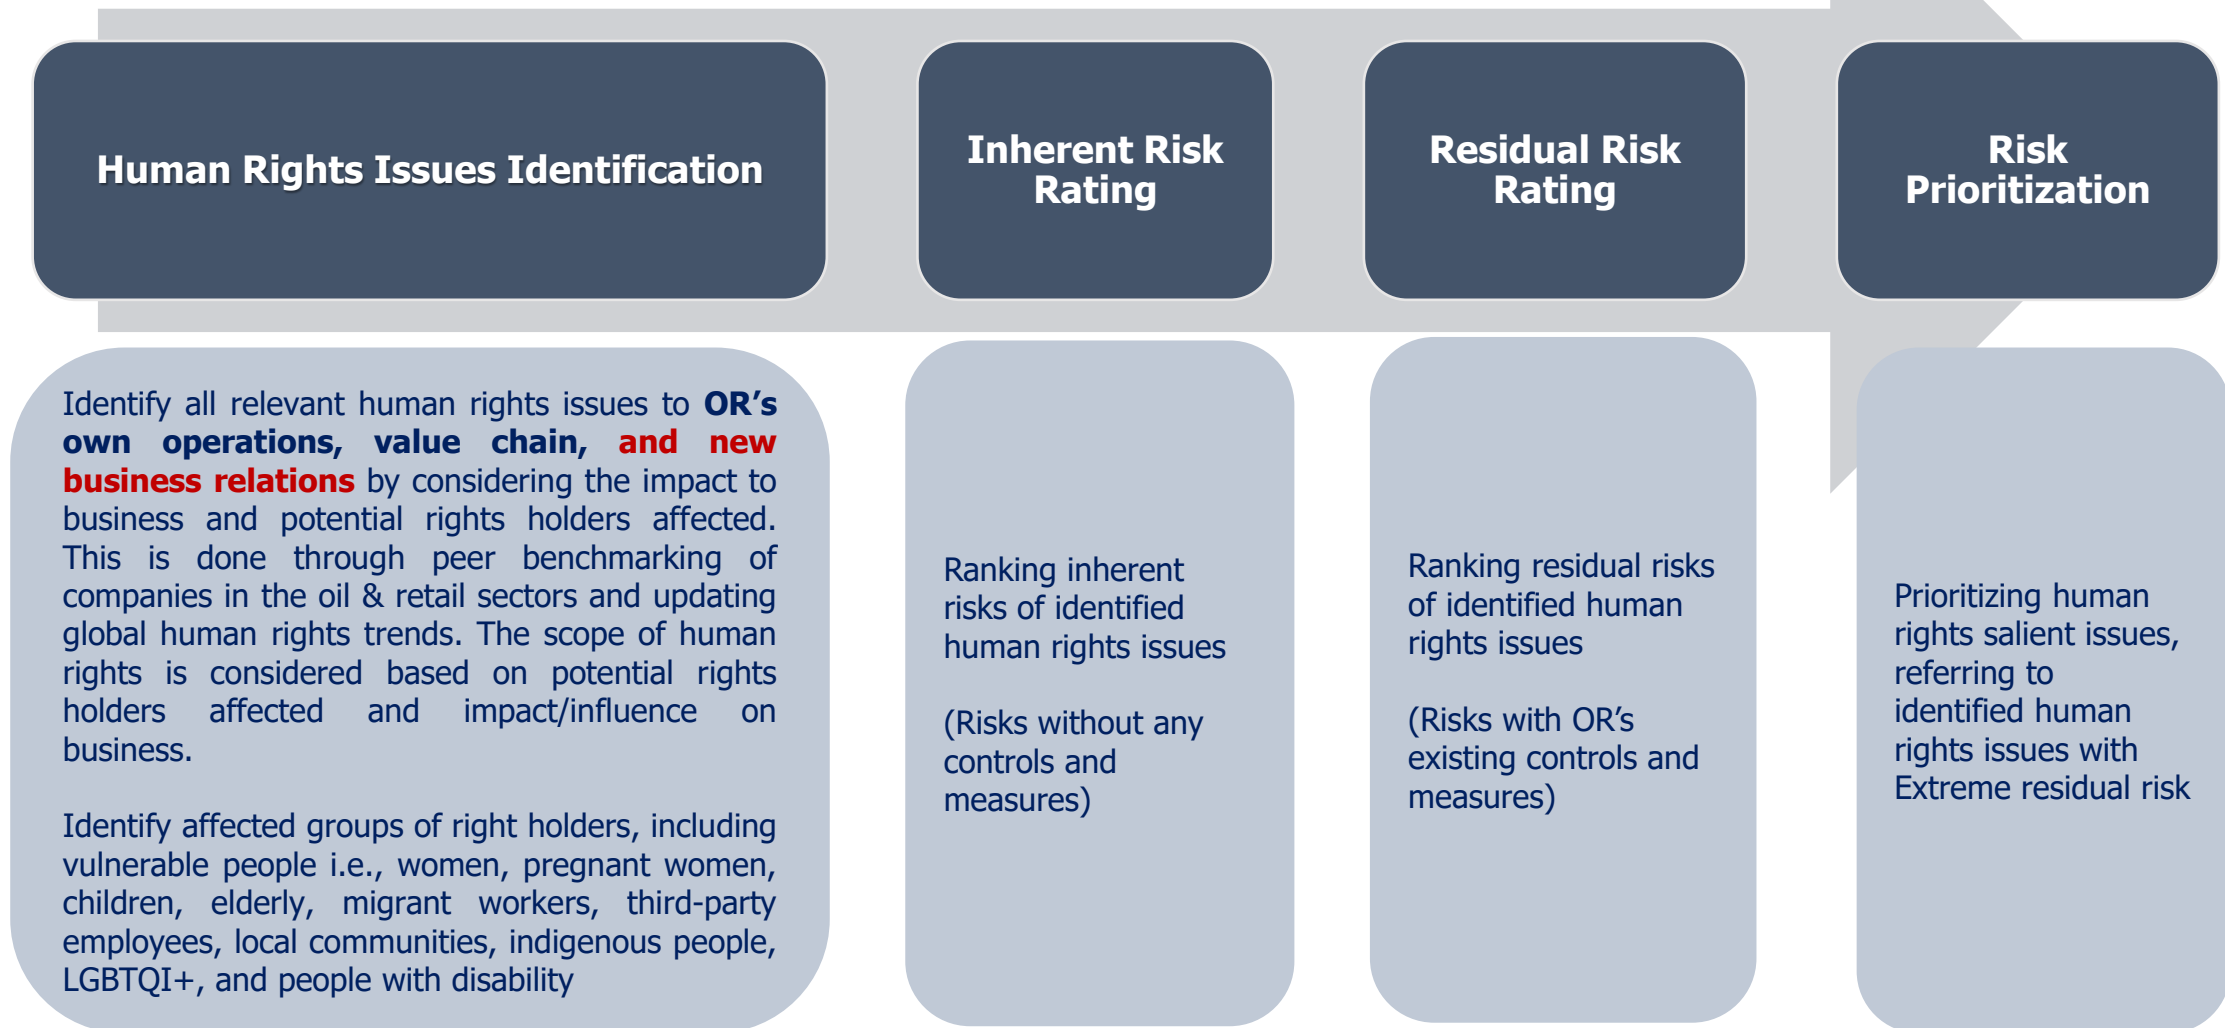 Human Rights Issues Identification
Inherent Risk
Rating
Residual Risk
Rating
Risk
Prioritization
Identify all relevant human rights issues to OR’s
own operations, value chain, and new
business relations by considering the impact to
business and potential rights holders affected.
This is done through peer benchmarking of
companies in the oil & retail sectors and updating
global human rights trends. The scope of human
rights is considered based on potential rights
holders affected and impact/influence on
business.
Identify affected groups of right holders, including
vulnerable people i.e., women, pregnant women,
children, elderly, migrant workers, third-party
employees, local communities, indigenous people,
LGBTQI+, and people with disability
Ranking inherent
risks of identified
human rights issues
(Risks without any
controls and
measures)
Ranking residual risks
of identified human
rights issues
(Risks with OR’s
existing controls and
measures)
Prioritizing human
rights salient issues,
referring to
identified human
rights issues with
Extreme residual risk